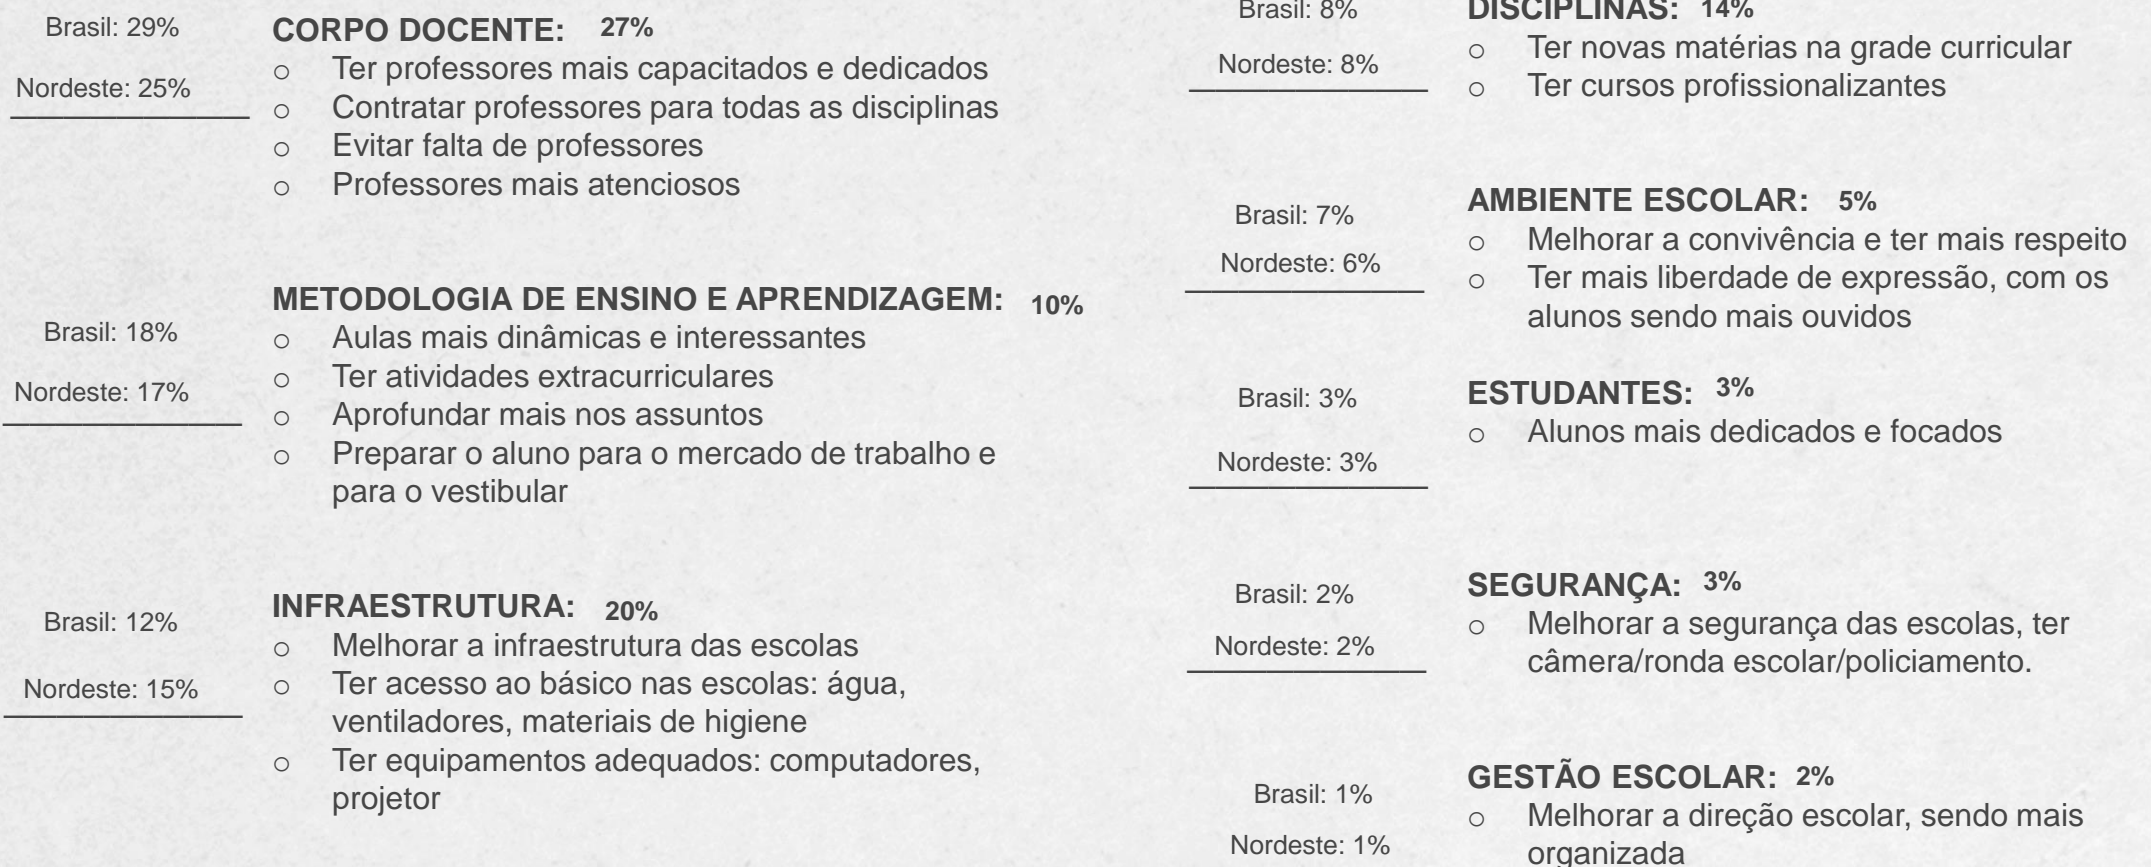 Brasil: 29%
Nordeste: 25%
CORPO DOCENTE: 27%
o Ter professores mais capacitados e dedicados
o Contratar professores para todas as disciplinas
o Evitar falta de professores
o Professores mais atenciosos
Brasil: 18%
Nordeste: 17%
METODOLOGIA DE ENSINO E APRENDIZAGEM: 10%
o Aulas mais dinâmicas e interessantes
o Ter atividades extracurriculares
o Aprofundar mais nos assuntos
o Preparar o aluno para o mercado de trabalho e
para o vestibular
Brasil: 12%
Nordeste: 15%
INFRAESTRUTURA: 20%
o Melhorar a infraestrutura das escolas
o Ter acesso ao básico nas escolas: água,
ventiladores, materiais de higiene
o Ter equipamentos adequados: computadores,
projetor
Brasil: 8%
Nordeste: 8%
DISCIPLINAS: 14%
o Ter novas matérias na grade curricular
o Ter cursos profissionalizantes
Brasil: 7%
Nordeste: 6%
AMBIENTE ESCOLAR: 5%
o Melhorar a convivência e ter mais respeito
o Ter mais liberdade de expressão, com os
alunos sendo mais ouvidos
Brasil: 3%
Nordeste: 3%
ESTUDANTES: 3%
o Alunos mais dedicados e focados
Brasil: 2%
Nordeste: 2%
SEGURANÇA: 3%
o Melhorar a segurança das escolas, ter
câmera/ronda escolar/policiamento.
Brasil: 1%
Nordeste: 1%
GESTÃO ESCOLAR: 2%
o Melhorar a direção escolar, sendo mais
organizada